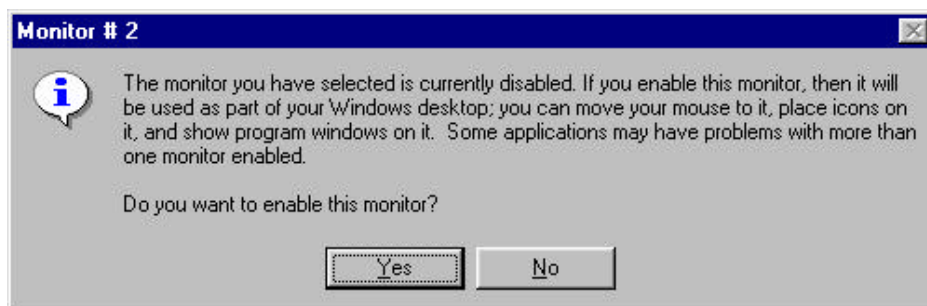 Monitor # 2
The monitor you have selected is currently disabled. If you enable this monitor, then it will
be used as part of your Windows desktop; you can move your mouse to it, place icons on
it, and show program windows on it.  Some applications may have problems with more than
one monitor enabled.
Do you want to enable this monitor?
Yes
No